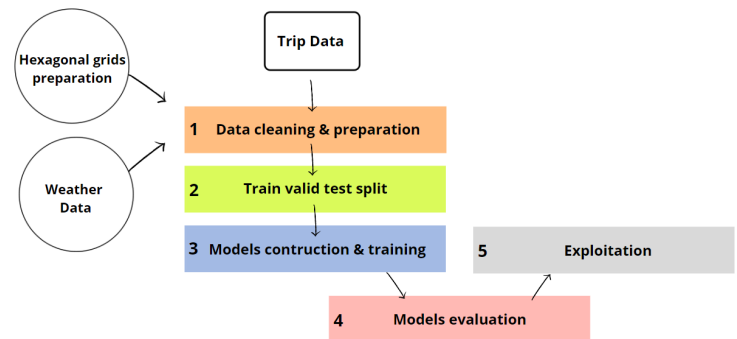 Hexagonal grids
preparation
Trip Data
1 Data cleaning & preparation
Weather
Data
2 Train valid test split
3 Models contruction & training
5 Exploitation
4 Models evaluation